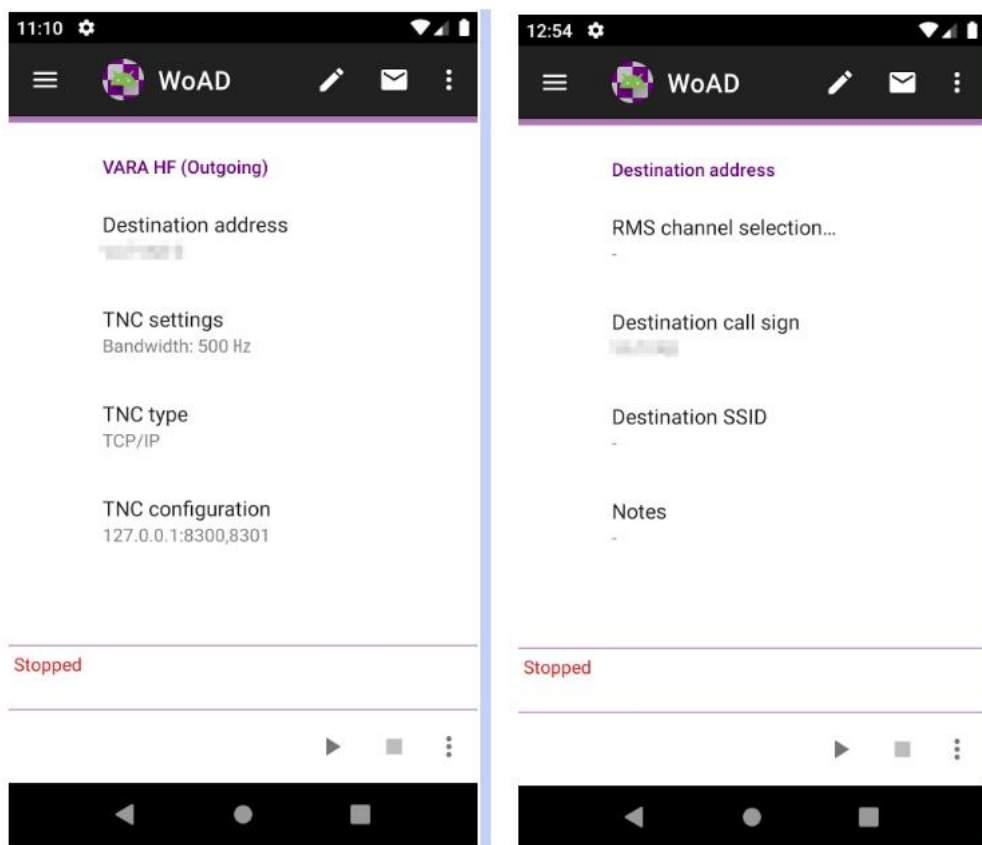 11:10
WoAD
VARA HF (Outgoing)
Destination address
TNC settings
Bandwidth: 500 Hz
TNC type
TCP/IP
TNC configuration
127.0.0.1:8300,8301
Stopped
12:54
WoAD
Destination address
RMS channel selection...
-
Destination call sign
Destination SSID
-
Notes
-
Stopped